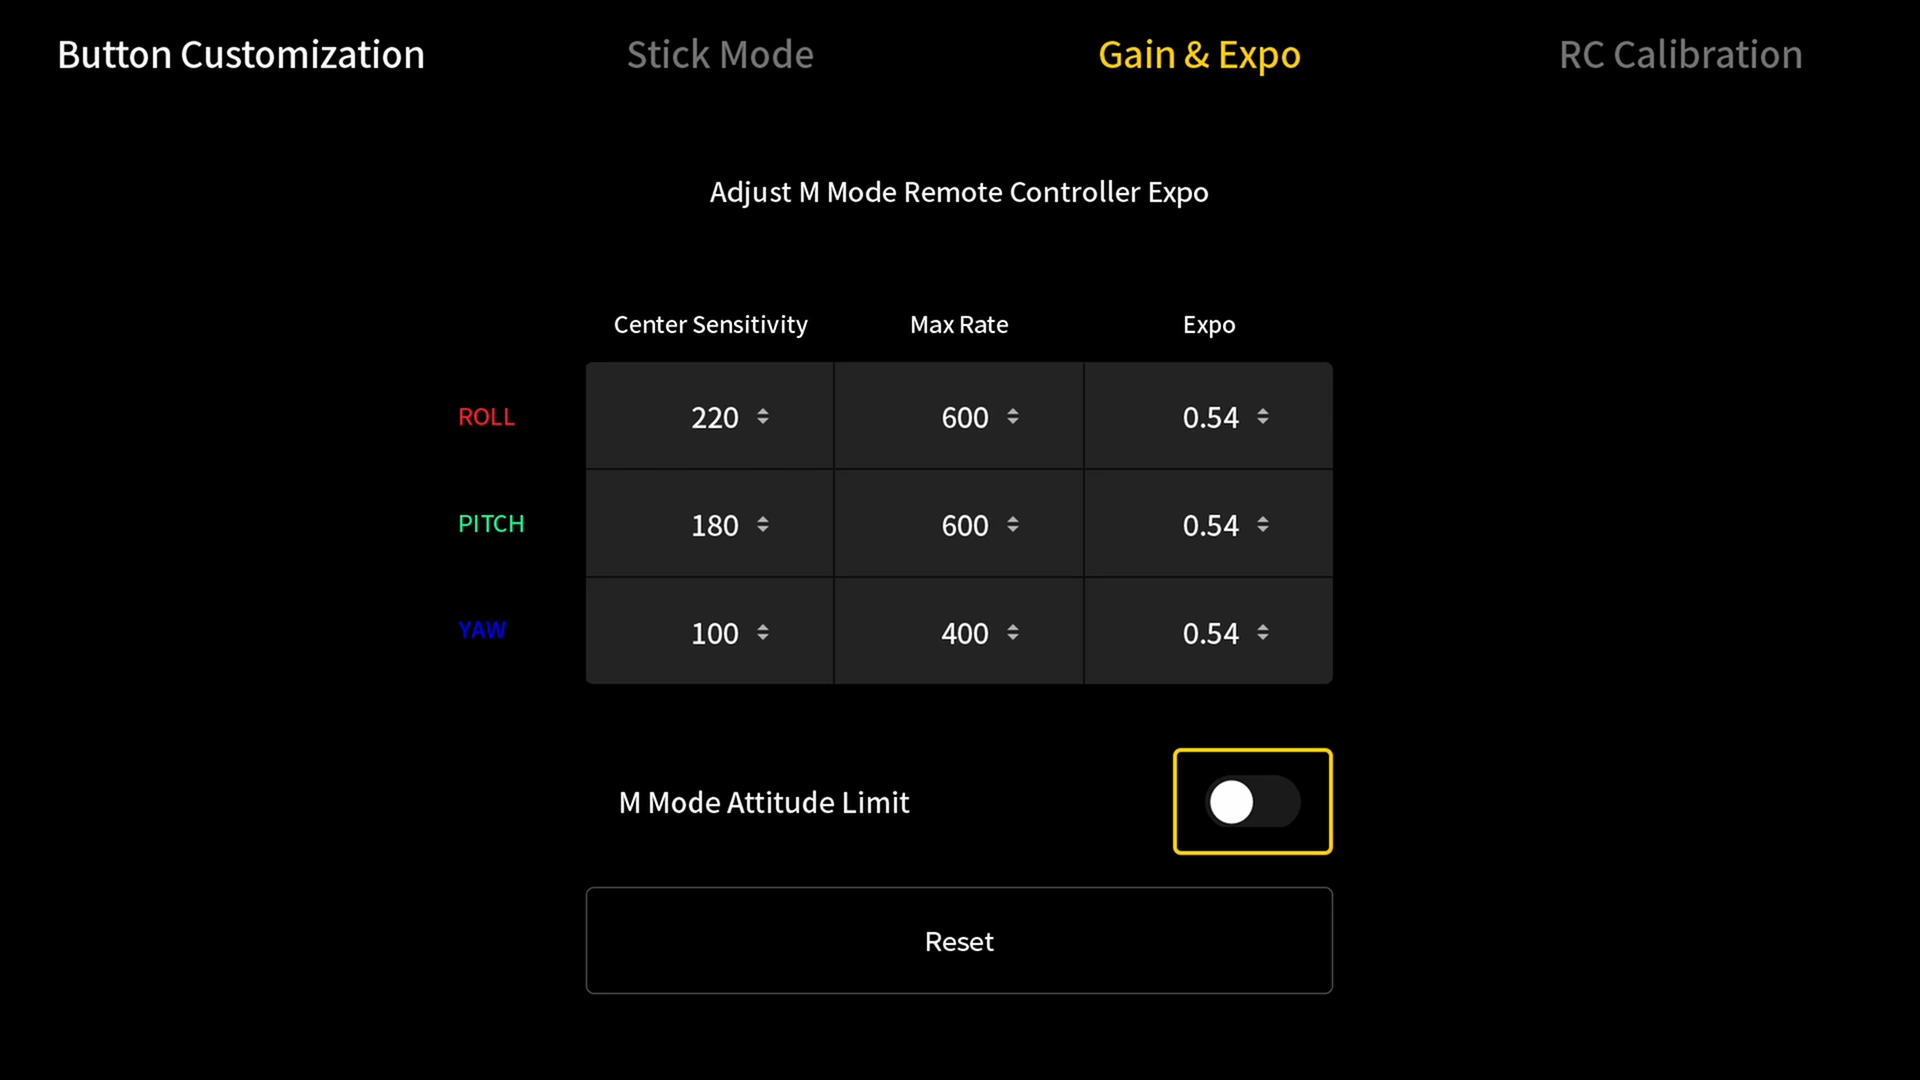 Button Customization Stick Mode Gain & Expo RC Calibration
Adjust M Mode Remote Controller Expo
Center Sensitivity Max Rate Expo
ROLL 220 600 0.54
PITCH 180 600 0.54
YAW 100 400 0.54
M Mode Attitude Limit
Reset